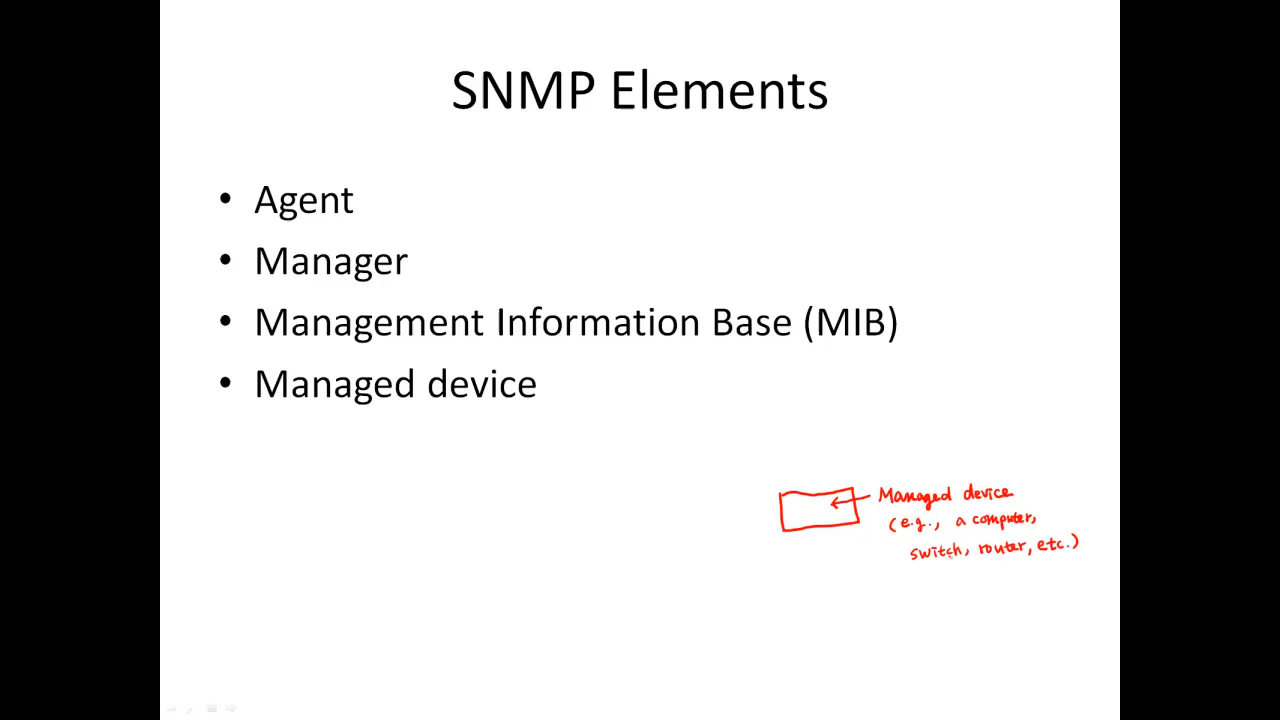 SNMP Elements
• Agent
• Manager
• Management Information Base (MIB)
• Managed device
Managed device
(e.g., a computer,
switch, router, etc.)